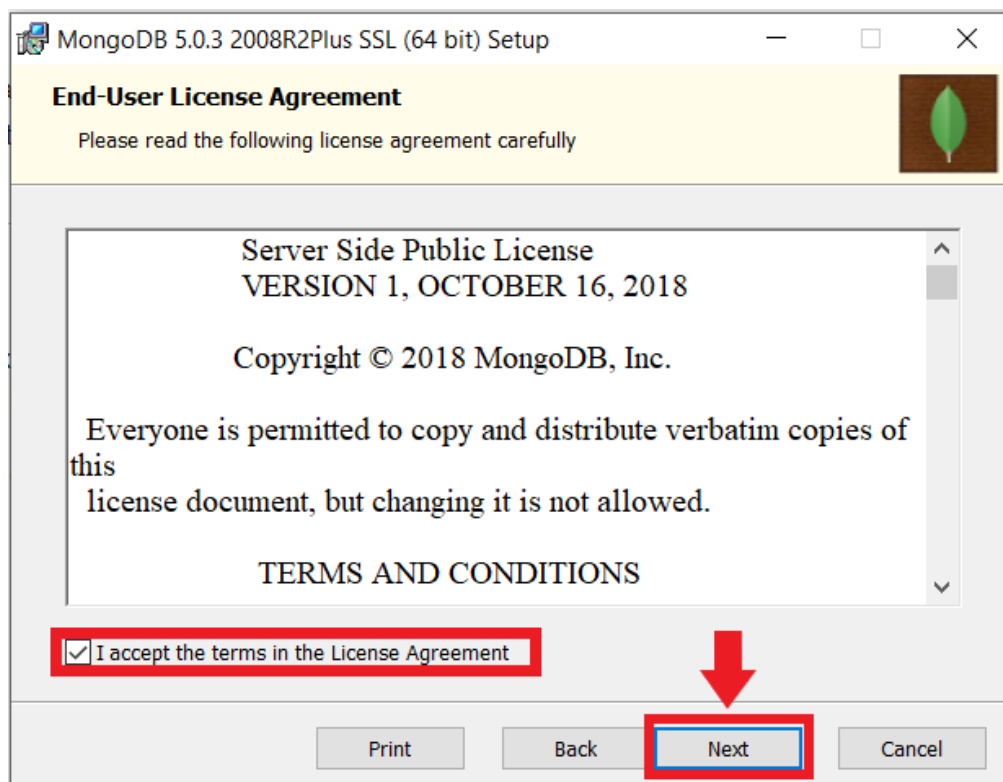 MongoDB 5.0.3 2008R2Plus SSL (64 bit) Setup
End-User License Agreement
Please read the following license agreement carefully
Server Side Public License
VERSION 1, OCTOBER 16, 2018
Copyright © 2018 MongoDB, Inc.
Everyone is permitted to copy and distribute verbatim copies of
this
license document, but changing it is not allowed.
TERMS AND CONDITIONS
I accept the terms in the License Agreement
Print Back Next Cancel